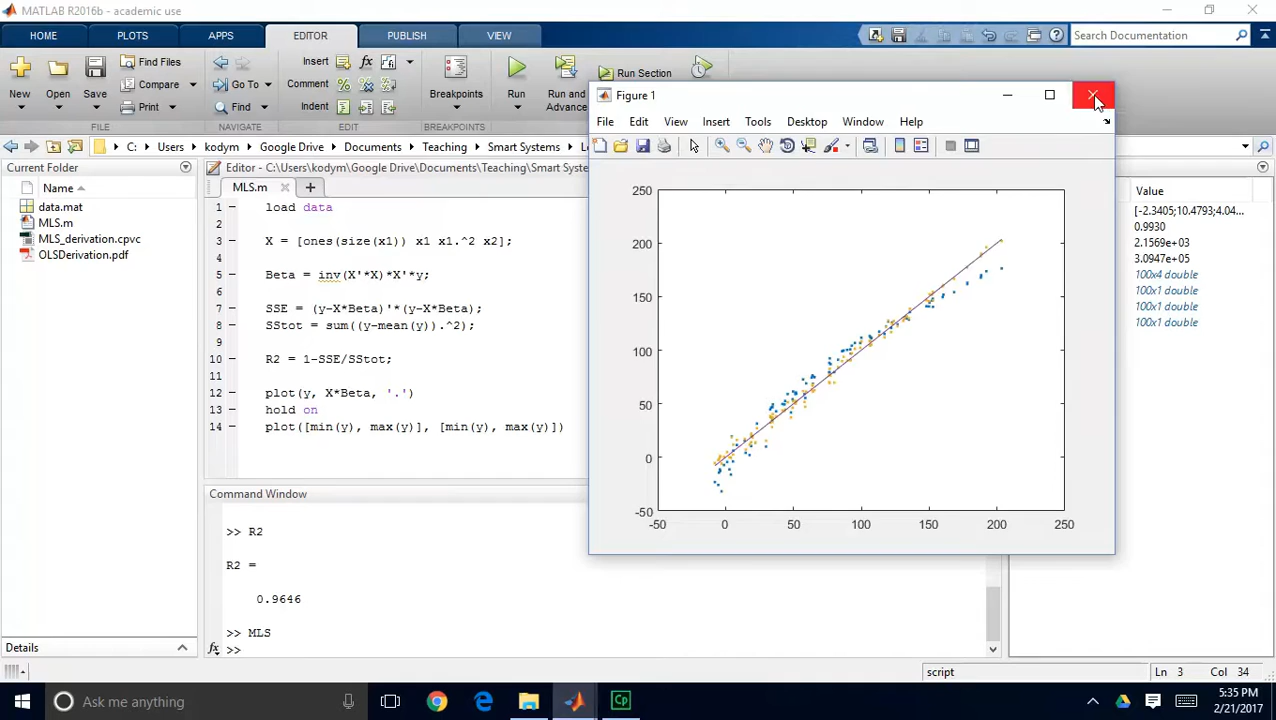 MATLAB R2016b - academic use
HOME PLOTS APPS EDITOR PUBLISH VIEW
Search Documentation
New Open Save
Find Files
Compare
Print
FILE
Go To
Find
NAVIGATE
Insert
Comment
Indent
EDIT
Breakpoints
BREAKPOINTS
Run
Run and
Advance
Run Section
C: Users kodym Google Drive Documents Teaching Smart Systems
Current Folder
Name
data.mat
MLS.m
MLS_derivation.cpvc
OLSDerivation.pdf
Details
Editor - C:\Users\kodym\Google Drive\Documents\Teaching\Smart Syste
MLS.m
1 load data
2
3 X = [ones(size(x1)) x1 x1.^2 x2];
4
5 Beta = inv(X'*X)*X'*y;
6
7 SSE = (y-X*Beta)'*(y-X*Beta);
8 SStot = sum((y-mean(y)).^2);
9
10 R2 = 1-SSE/SStot;
11
12 plot(y, X*Beta, '.')
13 hold on
14 plot([min(y), max(y)], [min(y), max(y)])
Command Window
>> R2
R2 =
0.9646
>> MLS
>>
Figure 1
File Edit View Insert Tools Desktop Window Help
250
200
150
100
50
0
-50
-50 0 50 100 150 200 250
Value
[-2.3405;10.4793;4.04...
0.9930
2.1569e+03
3.0947e+05
100x4 double
100x1 double
100x1 double
100x1 double
script Ln 3 Col 34
Ask me anything
Cp
5:35 PM
2/21/2017